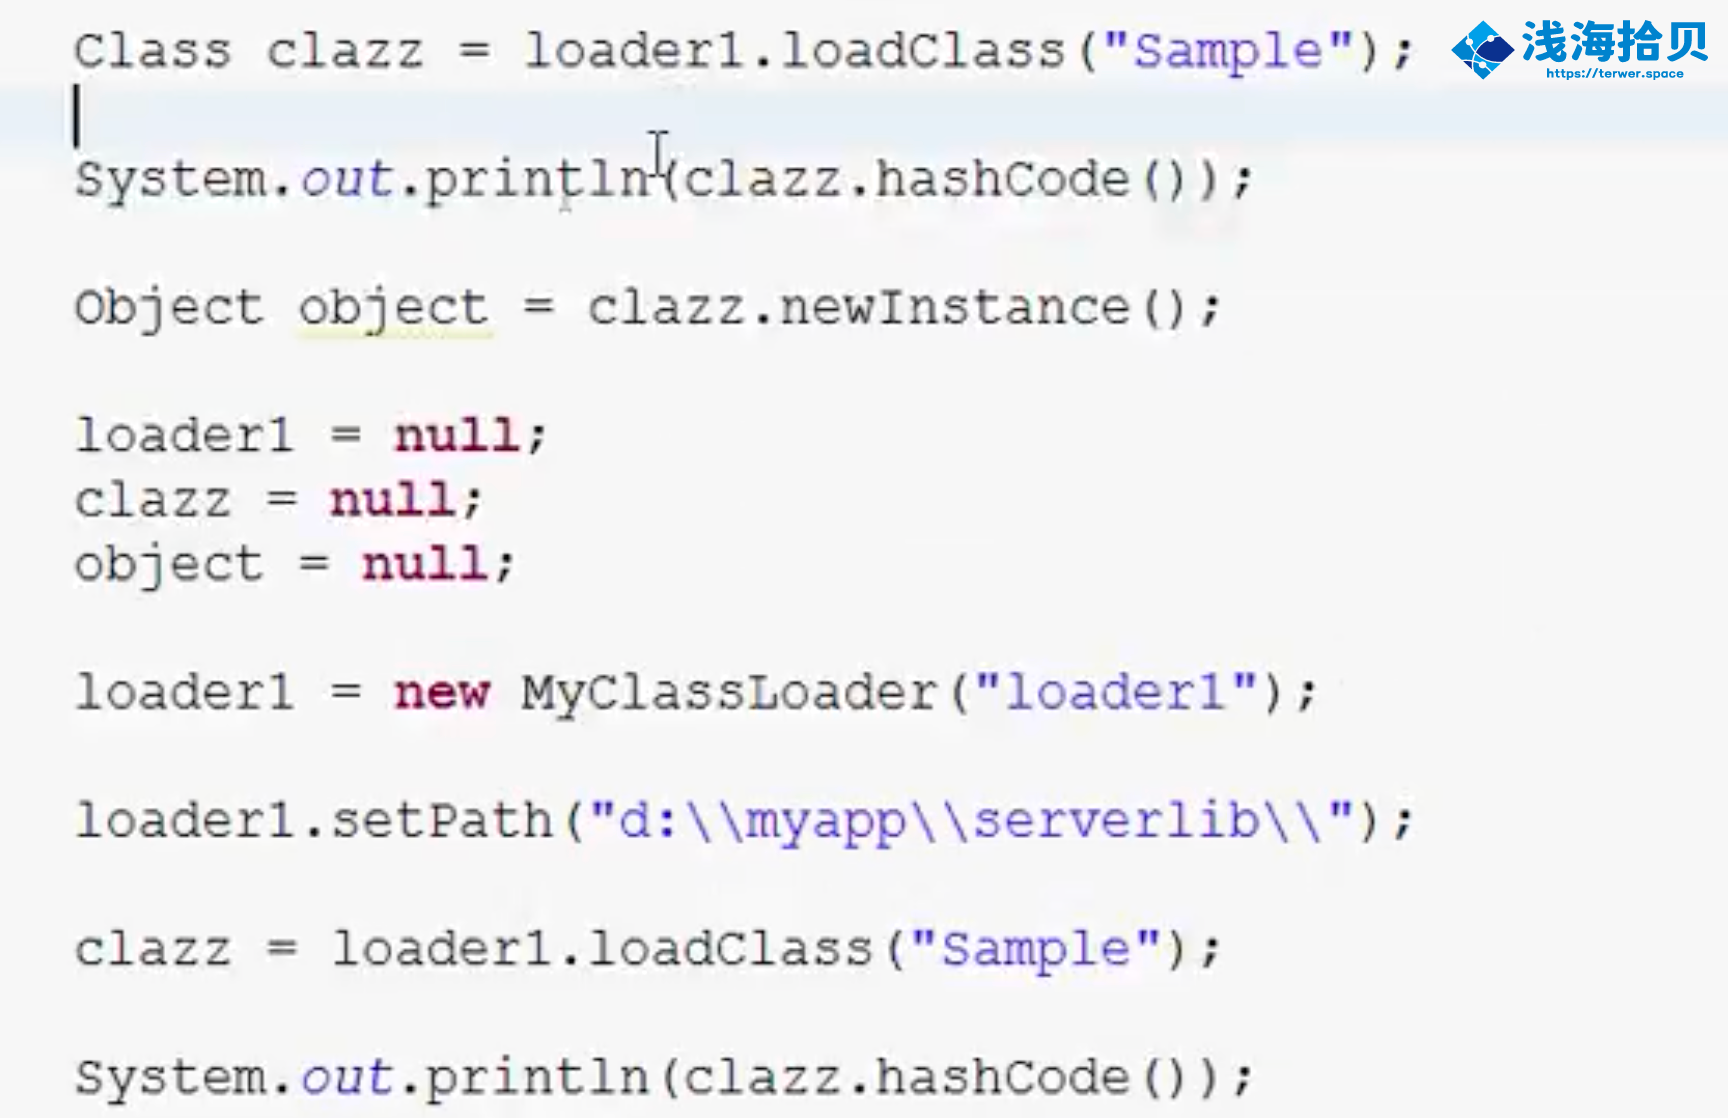 Class clazz = loader1.loadClass("Sample");
浅海拾贝
https://terwer.space
System.out.println(clazz.hashCode());
Object object = clazz.newInstance();
loader1 = null;
clazz = null;
object = null;
loader1 = new MyClassLoader("loader1");
loader1.setPath("d:\\myapp\\serverlib\\");
clazz = loader1.loadClass("Sample");
System.out.println(clazz.hashCode());